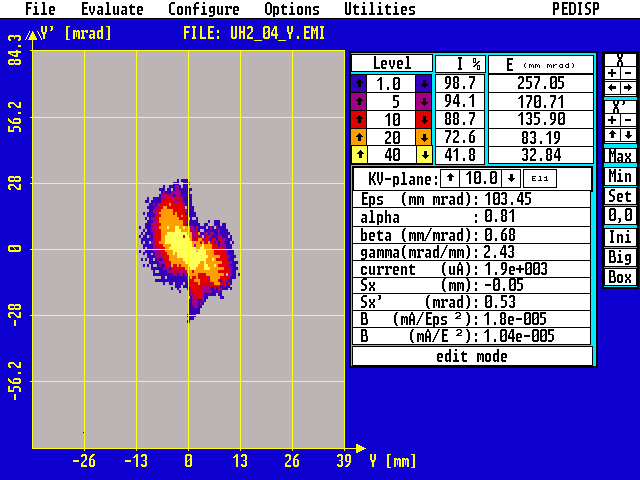 File Evaluate Configure Options Utilities PEDISP
Y' [mrad] FILE: UH2_04_Y.EMI
84.3
56.2
28
0
-28
-56.2
-26 -13 0 13 26 39 Y [mm]
Level I % E (mm mrad)
1.0 98.7 257.05
5 94.1 170.71
10 88.7 135.90
20 72.6 83.19
40 41.8 32.84
KV-plane: 10.0 Ell
Eps (mm mrad): 103.45
alpha : 0.81
beta (mm/mrad): 0.68
gamma(mrad/mm): 2.43
current (uA): 1.9e+003
Sx (mm): -0.05
Sx' (mrad): 0.53
B (mA/Eps ²): 1.8e-005
B (mA/E ²): 1.04e-005
edit mode
X
+ -
X'
+ -
Max
Min
Set
0,0
Ini
Big
Box